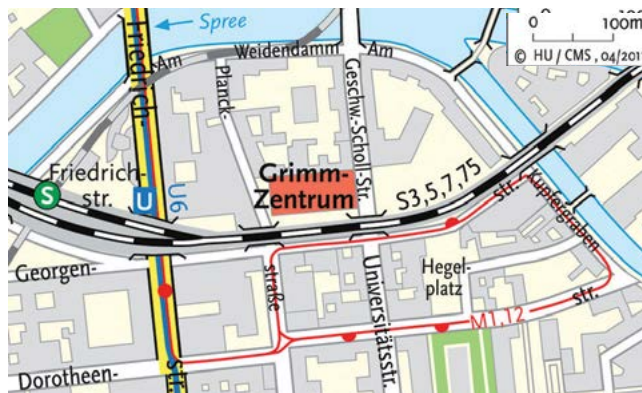 Spree
Friedrich-
0 100m
© HU / CMS , 04/201
Am
Weidendamm
Am
Planck-
Geschw.-Scholl-Str.
Friedrich-
str.
S
U
U6
Grimm-
Zentrum
S3,5,7,75
str.
Kupfergraben
Georgen-
straße
Universitätsstr.
Hegel-
platz
M1,12
str.
Dorotheen-
str.